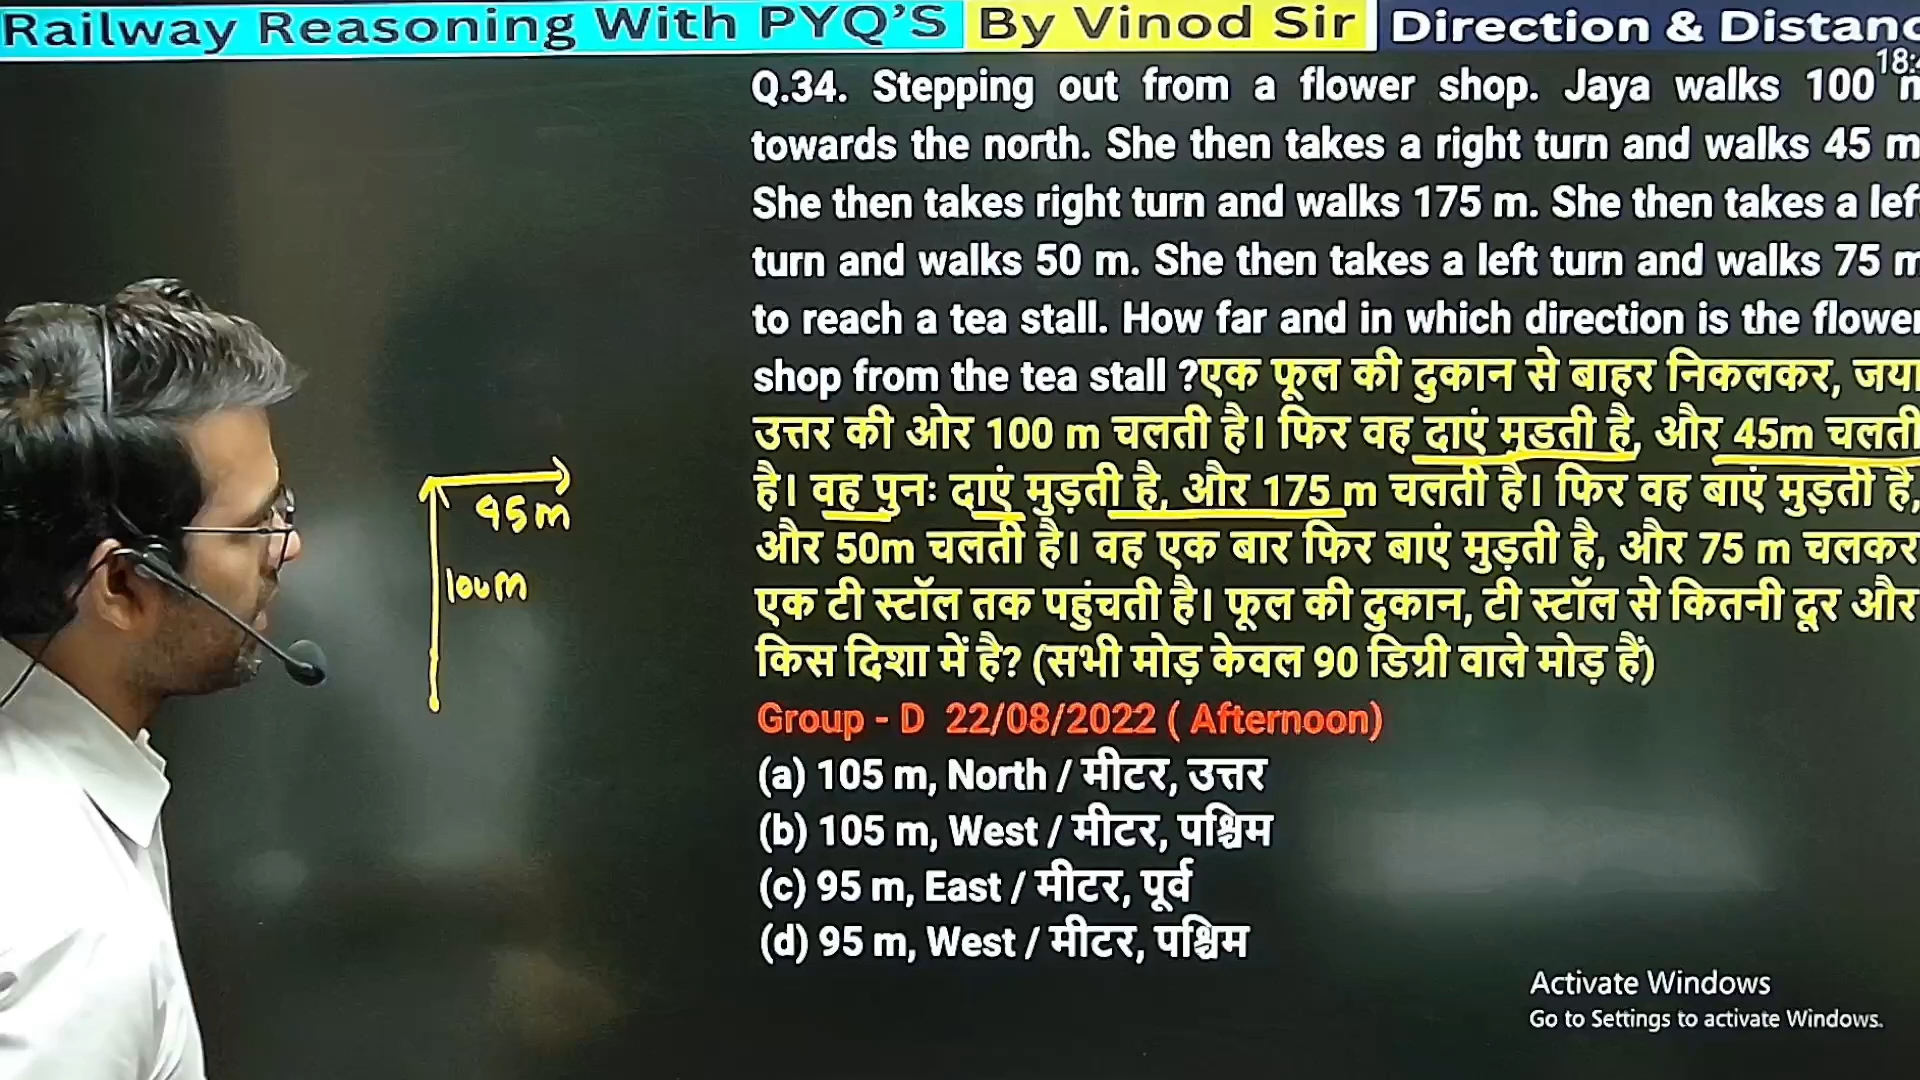 Railway Reasoning With PYQ'S By Vinod Sir Direction & Distanc
18:
Q.34. Stepping out from a flower shop. Jaya walks 100 m
towards the north. She then takes a right turn and walks 45 m
She then takes right turn and walks 175 m. She then takes a left
turn and walks 50 m. She then takes a left turn and walks 75 m
to reach a tea stall. How far and in which direction is the flower
shop from the tea stall ?एक फूल की दुकान से बाहर निकलकर, जया
उत्तर की ओर 100 m चलती है। फिर वह दाएं मुडती है, और 45m चलती
है। वह पुनः दाएं मुड़ती है, और 175 m चलती है। फिर वह बाएं मुड़ती है,
और 50m चलती है। वह एक बार फिर बाएं मुड़ती है, और 75 m चलकर
एक टी स्टॉल तक पहुंचती है। फूल की दुकान, टी स्टॉल से कितनी दूर और
किस दिशा में है? (सभी मोड़ केवल 90 डिग्री वाले मोड़ हैं)
Group - D 22/08/2022 ( Afternoon)
(a) 105 m, North / मीटर, उत्तर
(b) 105 m, West / मीटर, पश्चिम
(c) 95 m, East / मीटर, पूर्व
(d) 95 m, West / मीटर, पश्चिम
45m
100m
Activate Windows
Go to Settings to activate Windows.